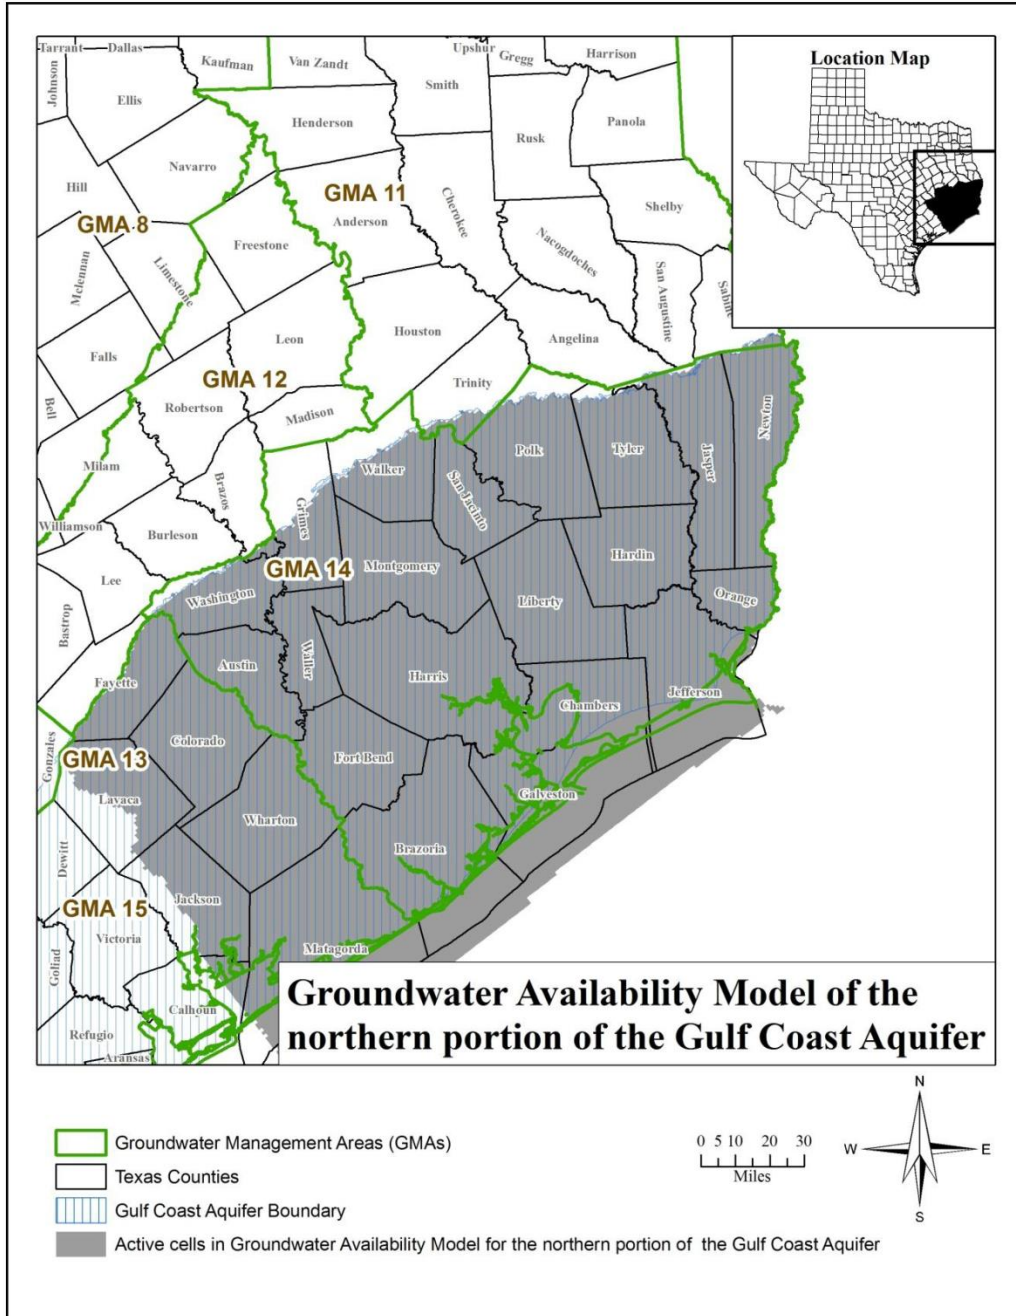 Tarrant
Dallas
Kaufman
Van Zandt
Upshur
Gregg
Harrison
Johnson
Ellis
Smith
Rusk
Panola
Henderson
Navarro
Hill
GMA 8
GMA 11
Anderson
Cherokee
Shelby
Freestone
Nacogdoches
Mclennan
Limestone
San Augustine
Sabine
Houston
Angelina
Leon
Falls
GMA 12
Trinity
Bell
Robertson
Madison
Newton
Milam
Walker
Polk
Tyler
Jasper
Brazos
San Jacinto
Grimes
Williamson
Burleson
Lee
GMA 14
Montgomery
Hardin
Washington
Liberty
Orange
Bastrop
Austin
Waller
Harris
Fayette
Chambers
Jefferson
Colorado
Gonzales
GMA 13
Fort Bend
Lavaca
Galveston
Wharton
Brazoria
Dewitt
Jackson
GMA 15
Victoria
Matagorda
Goliad
Calhoun
Refugio
Aransas
Location Map
Groundwater Availability Model of the
northern portion of the Gulf Coast Aquifer
Groundwater Management Areas (GMAs)
Texas Counties
Gulf Coast Aquifer Boundary
Active cells in Groundwater Availability Model for the northern portion of the Gulf Coast Aquifer
0 5 10 20 30
Miles
N
W
E
S